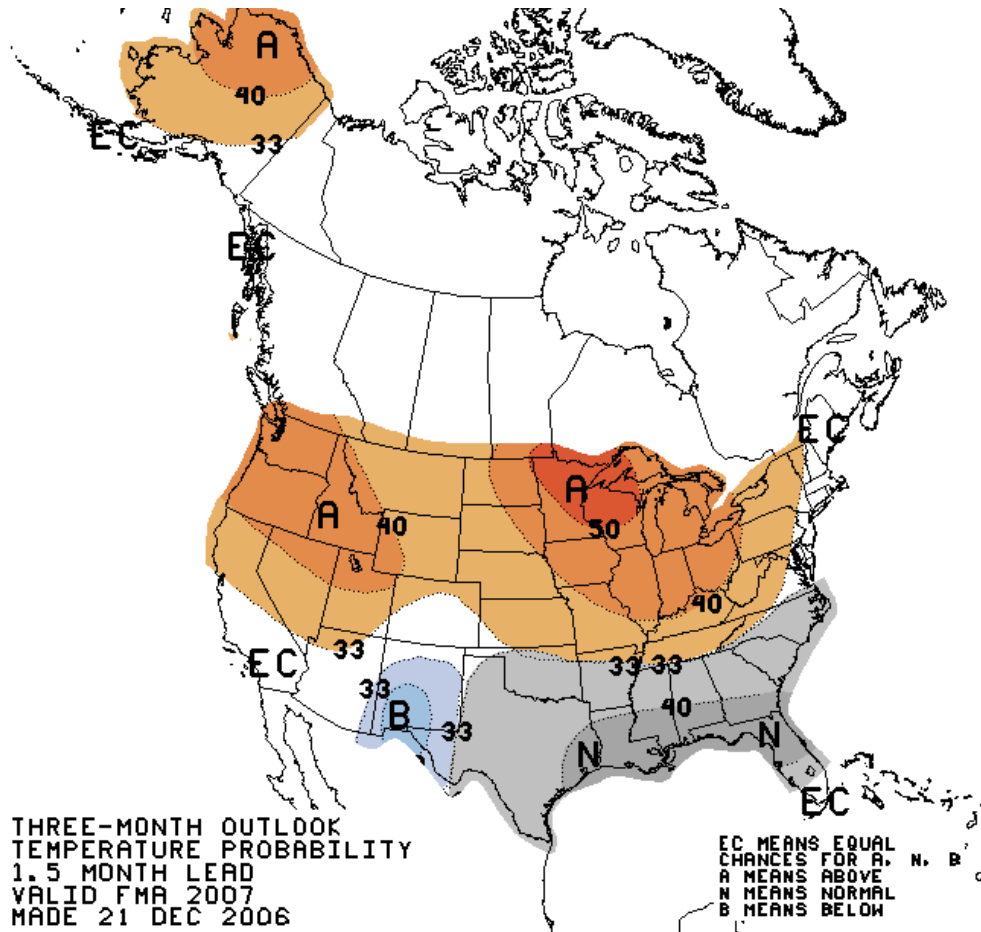 A
40
EC
33
EC
EC
A
A
40
50
40
33
33 33
EC
33
40
B
33
N
N
EC
THREE-MONTH OUTLOOK
TEMPERATURE PROBABILITY
1.5 MONTH LEAD
VALID FMA 2007
MADE 21 DEC 2006
EC MEANS EQUAL
CHANCES FOR A, N, B
A MEANS ABOVE
N MEANS NORMAL
B MEANS BELOW